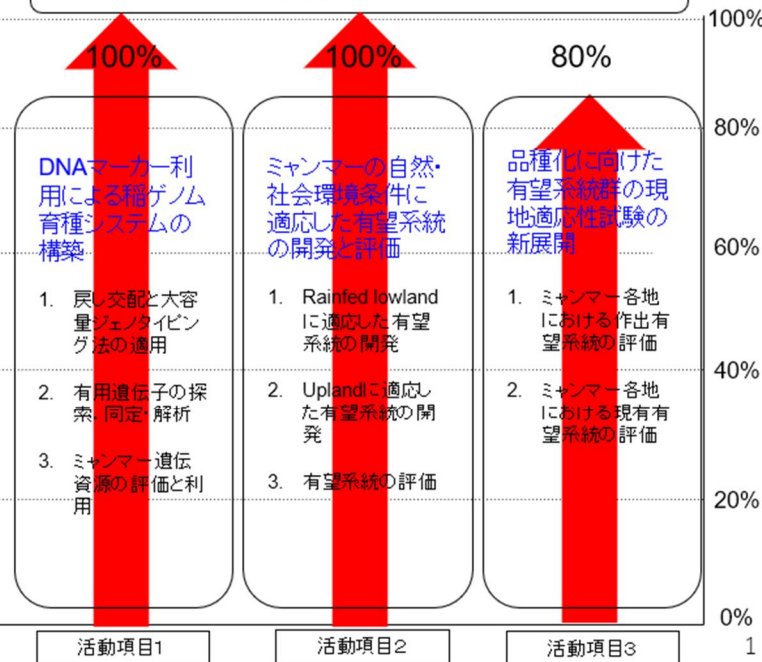 100%
100%
100%
80%
80%
60%
40%
20%
0%
DNAマーカー利
用による稲ゲノム
育種システムの
構築
1. 戻し交配と大容
量ジェノタイピン
グ法の適用
2. 有用遺伝子の探
索，同定・解析
3. ミャンマー遺伝
資源の評価と利
用
ミャンマーの自然・
社会環境条件に
適応した有望系統
の開発と評価
1. Rainfed lowland
に適応した有望
系統の開発
2. Uplandに適応し
た有望系統の開
発
3. 有望系統の評価
品種化に向けた
有望系統群の現
地適応性試験の
新展開
1. ミャンマー各地
における作出有
望系統の評価
2. ミャンマー各地
における現有有
望系統の評価
活動項目1
活動項目2
活動項目3
1